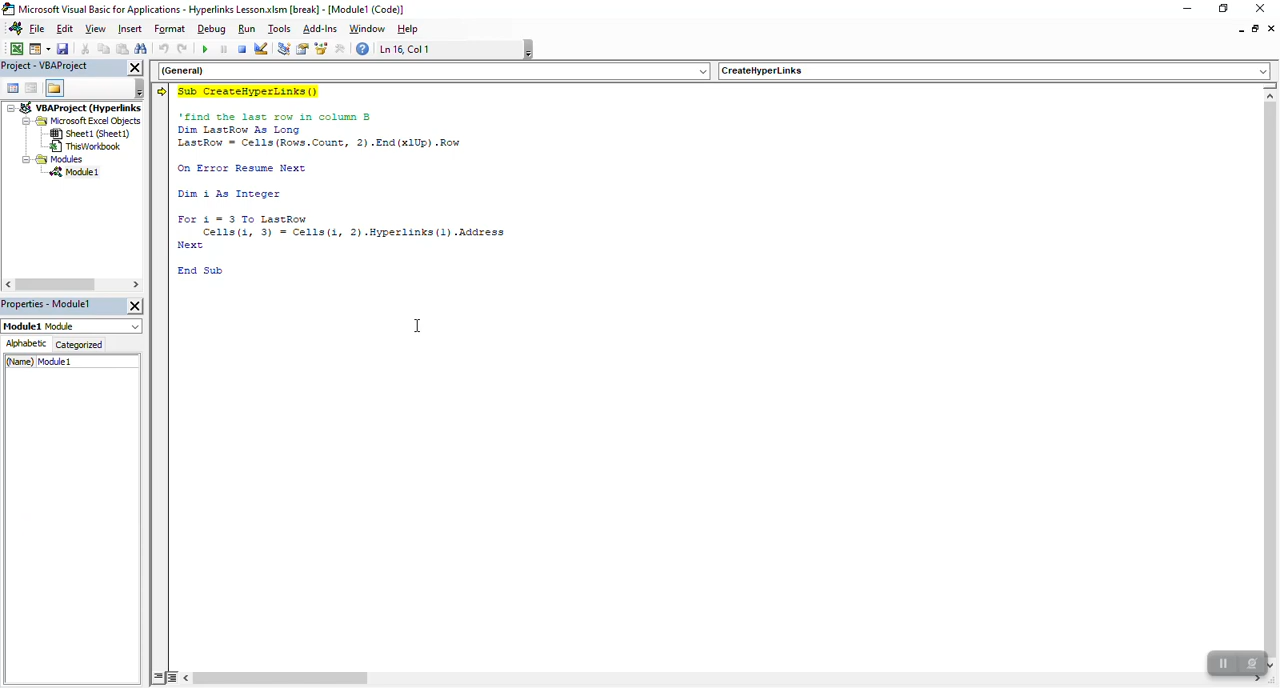 Microsoft Visual Basic for Applications - Hyperlinks Lesson.xlsm [break] - [Module1 (Code)]
File Edit View Insert Format Debug Run Tools Add-Ins Window Help
Ln 16, Col 1
Project - VBAProject
(General)
CreateHyperLinks
VBAProject (Hyperlinks
Microsoft Excel Objects
Sheet1 (Sheet1)
ThisWorkbook
Modules
Module1
Sub CreateHyperLinks()
'find the last row in column B
Dim LastRow As Long
LastRow = Cells(Rows.Count, 2).End(xlUp).Row
On Error Resume Next
Dim i As Integer
For i = 3 To LastRow
Cells(i, 3) = Cells(i, 2).Hyperlinks(1).Address
Next
End Sub
Properties - Module1
Module1 Module
Alphabetic Categorized
(Name) Module1